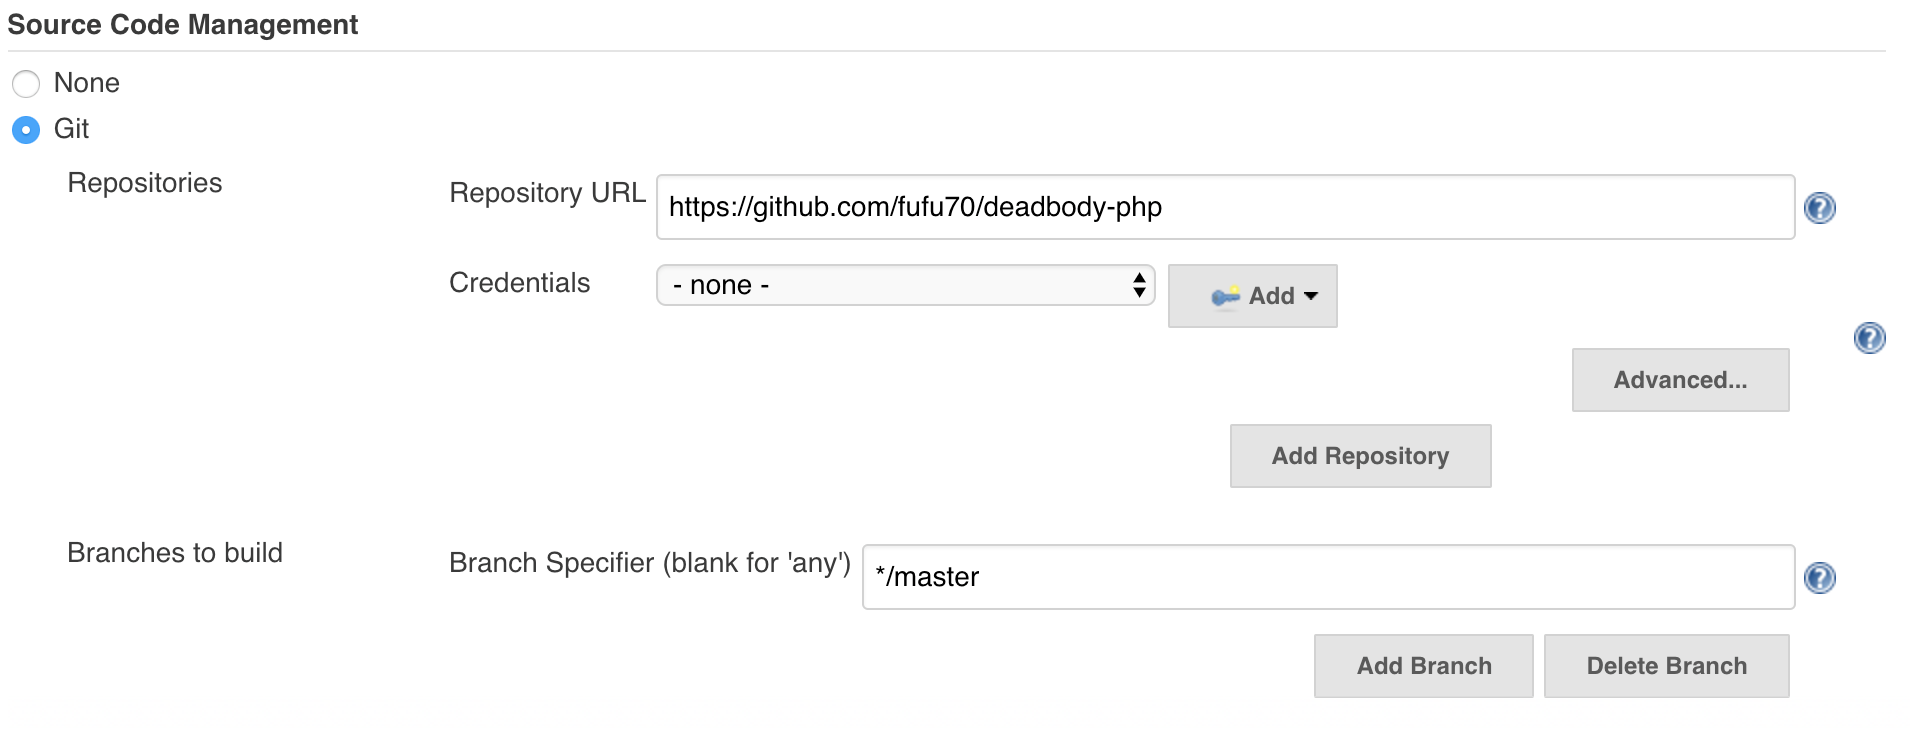 Source Code Management
None
Git
Repositories
Repository URL
https://github.com/fufu70/deadbody-php
Credentials
- none -
Add
Advanced...
Add Repository
Branches to build
Branch Specifier (blank for 'any')
*/master
Add Branch
Delete Branch